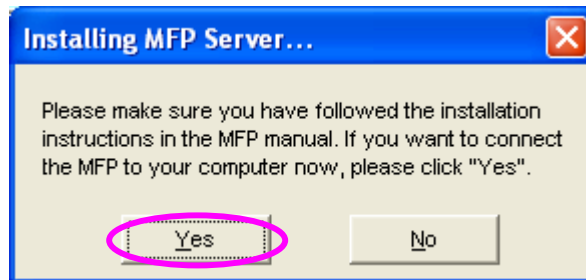 Installing MFP Server...
Please make sure you have followed the installation
instructions in the MFP manual. If you want to connect
the MFP to your computer now, please click "Yes".
Yes
No